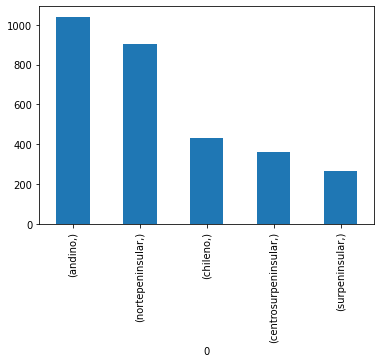 1000
800
600
400
200
0
(andino,)
(nortepeninsular,)
(chileno,)
(centrosurpeninsular,)
(surpeninsular,)
0